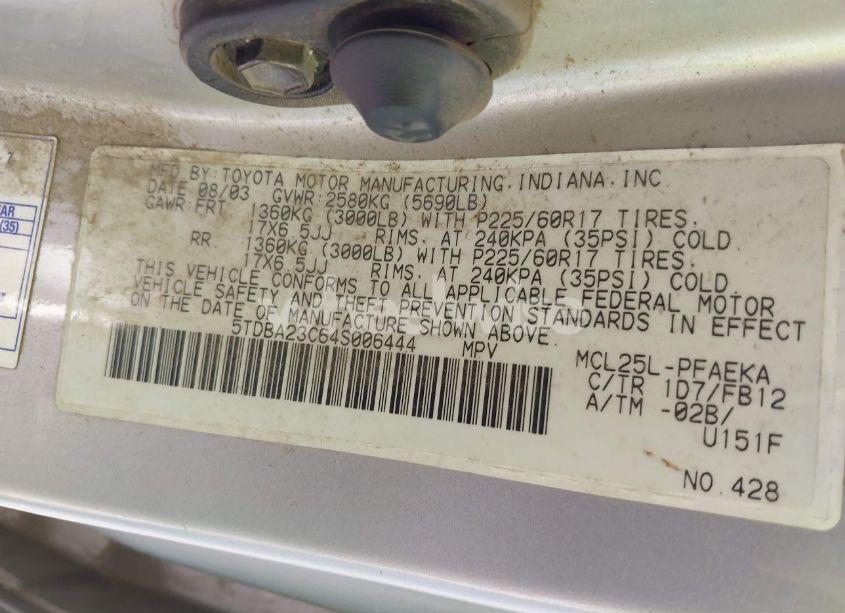 7
AR
(35)
MFD.BY:TOYOTA MOTOR MANUFACTURING,INDIANA,INC.
DATE 08/03 GVWR:2580KG (5690LB)
GAWR:FRT 1360KG (3000LB) WITH P225/60R17 TIRES.
17X6.5JJ RIMS. AT 240KPA (35PSI) COLD.
RR. 1360KG (3000LB) WITH P225/60R17 TIRES.
17X6.5JJ RIMS. AT 240KPA (35PSI) COLD.
THIS VEHICLE CONFORMS TO ALL APPLICABLE FEDERAL MOTOR
VEHICLE SAFETY AND THEFT PREVENTION STANDARDS IN EFFECT
ON THE DATE OF MANUFACTURE SHOWN ABOVE.
5TDBA23C64S006444 MPV
MCL25L-PFAEKA
C/TR 1D7/FB12
A/TM -02B/
U151F
NO.428